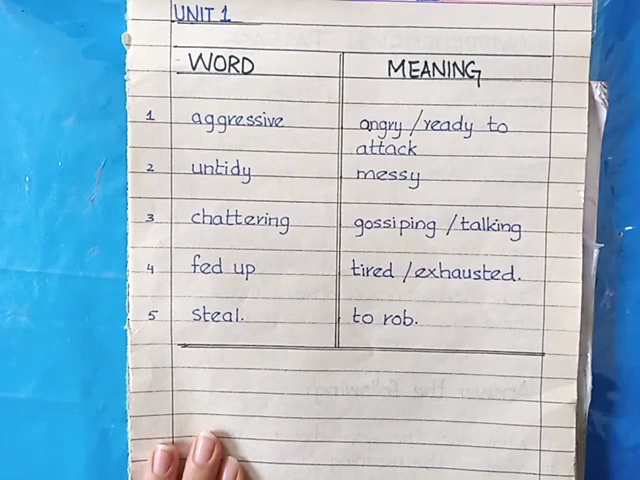 UNIT 1
WORD MEANING
1 aggressive angry / ready to
attack
2 untidy messy
3 chattering gossiping / talking
4 fed up tired / exhausted.
5 steal. to rob.